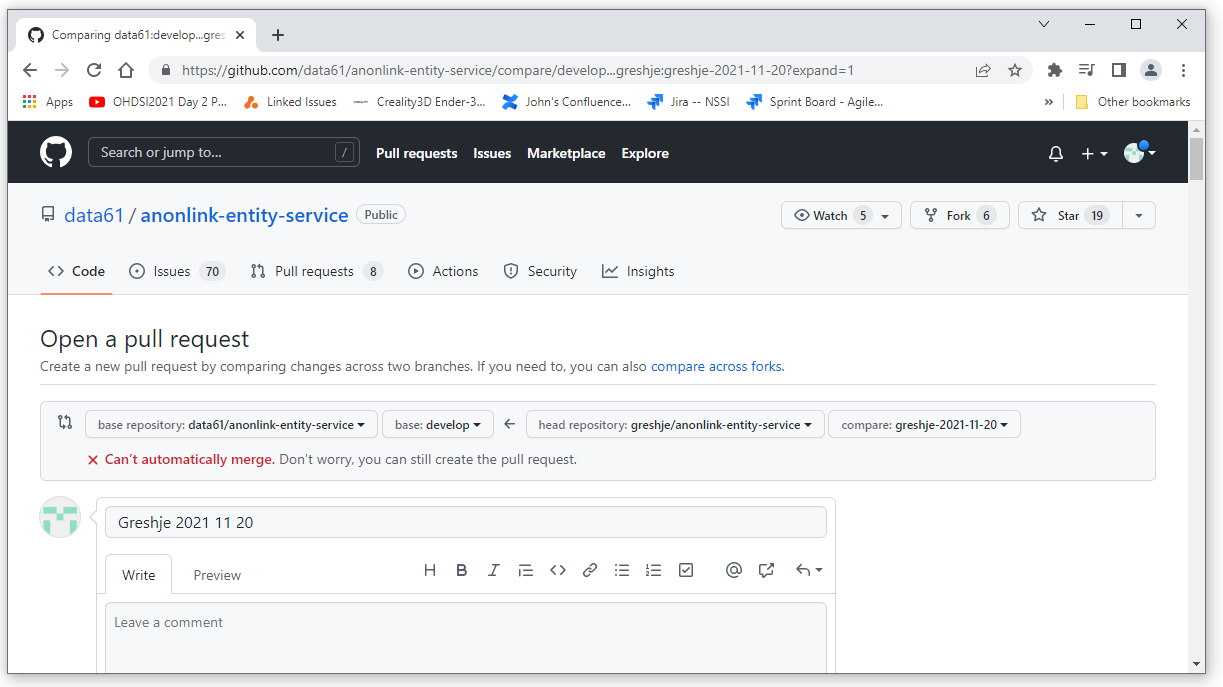 Comparing data61:develop...gres
https://github.com/data61/anonlink-entity-service/compare/develop...greshje:greshje-2021-11-20?expand=1
Apps OHDSI2021 Day 2 P... Linked Issues CREALITY Creality3D Ender-3... John's Confluence... Jira -- NSSI Sprint Board - Agile... » Other bookmarks
Search or jump to... / Pull requests Issues Marketplace Explore
data61 / anonlink-entity-service Public Watch 5 Fork 6 Star 19
Code Issues 70 Pull requests 8 Actions Security Insights
Open a pull request
Create a new pull request by comparing changes across two branches. If you need to, you can also compare across forks.
base repository: data61/anonlink-entity-service base: develop ← head repository: greshje/anonlink-entity-service compare: greshje-2021-11-20
Can't automatically merge. Don't worry, you can still create the pull request.
Greshje 2021 11 20
Write Preview H B I @
Leave a comment